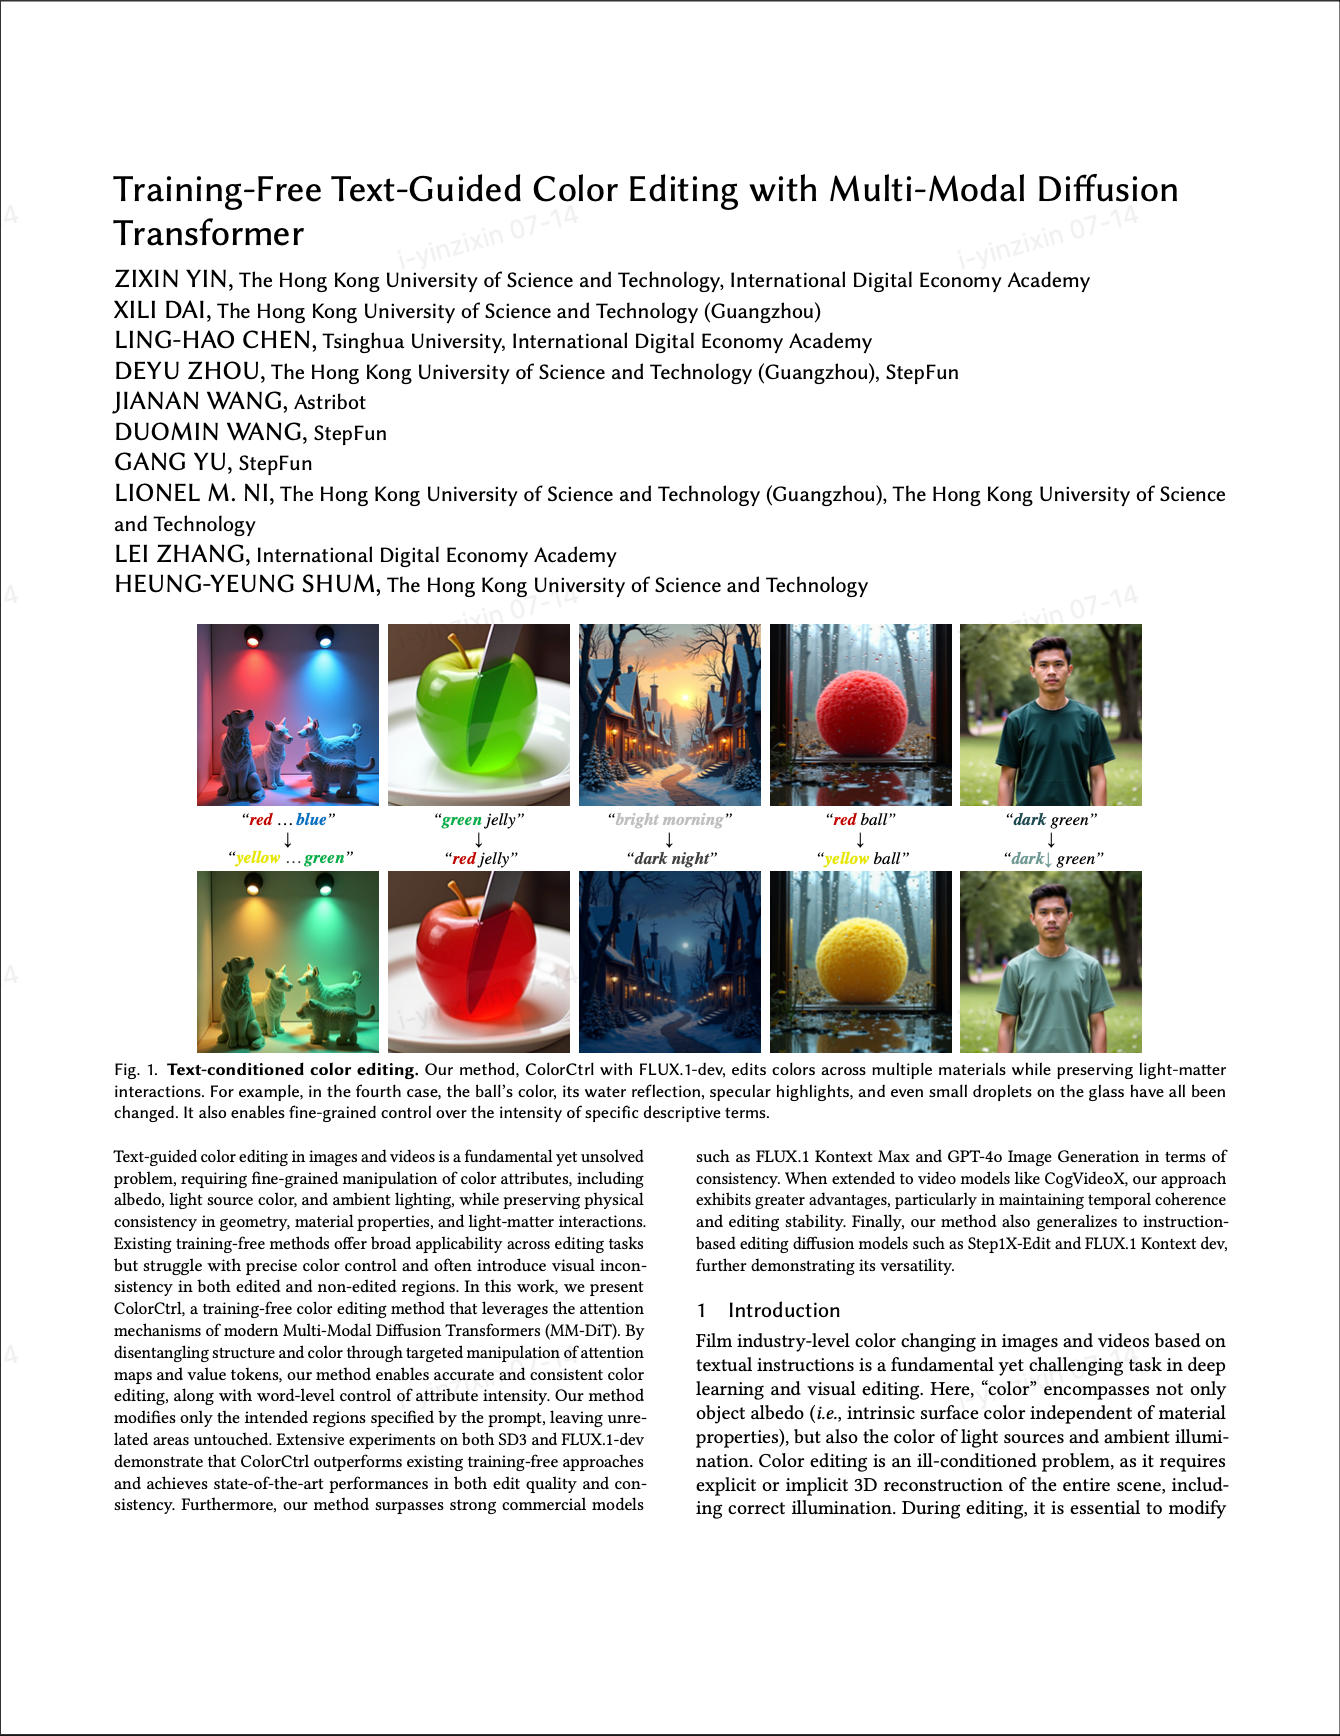 Training-Free Text-Guided Color Editing with Multi-Modal Diffusion
Transformer
ZIXIN YIN, The Hong Kong University of Science and Technology, International Digital Economy Academy
XILI DAI, The Hong Kong University of Science and Technology (Guangzhou)
LING-HAO CHEN, Tsinghua University, International Digital Economy Academy
DEYU ZHOU, The Hong Kong University of Science and Technology (Guangzhou), StepFun
JIANAN WANG, Astribot
DUOMIN WANG, StepFun
GANG YU, StepFun
LIONEL M. NI, The Hong Kong University of Science and Technology (Guangzhou), The Hong Kong University of Science
and Technology
LEI ZHANG, International Digital Economy Academy
HEUNG-YEUNG SHUM, The Hong Kong University of Science and Technology
“red …blue” “green jelly” “bright morning” “red ball” “dark green”
↓ ↓ ↓ ↓ ↓
“yellow …green” “red jelly” “dark night” “yellow ball” “dark↓ green”
Fig. 1. Text-conditioned color editing. Our method, ColorCtrl with FLUX.1-dev, edits colors across multiple materials while preserving light-matter
interactions. For example, in the fourth case, the ball’s color, its water reflection, specular highlights, and even small droplets on the glass have all been
changed. It also enables fine-grained control over the intensity of specific descriptive terms.
Text-guided color editing in images and videos is a fundamental yet unsolved
problem, requiring fine-grained manipulation of color attributes, including
albedo, light source color, and ambient lighting, while preserving physical
consistency in geometry, material properties, and light-matter interactions.
Existing training-free methods offer broad applicability across editing tasks
but struggle with precise color control and often introduce visual incon-
sistency in both edited and non-edited regions. In this work, we present
ColorCtrl, a training-free color editing method that leverages the attention
mechanisms of modern Multi-Modal Diffusion Transformers (MM-DiT). By
disentangling structure and color through targeted manipulation of attention
maps and value tokens, our method enables accurate and consistent color
editing, along with word-level control of attribute intensity. Our method
modifies only the intended regions specified by the prompt, leaving unre-
lated areas untouched. Extensive experiments on both SD3 and FLUX.1-dev
demonstrate that ColorCtrl outperforms existing training-free approaches
and achieves state-of-the-art performances in both edit quality and con-
sistency. Furthermore, our method surpasses strong commercial models
such as FLUX.1 Kontext Max and GPT-4o Image Generation in terms of
consistency. When extended to video models like CogVideoX, our approach
exhibits greater advantages, particularly in maintaining temporal coherence
and editing stability. Finally, our method also generalizes to instruction-
based editing diffusion models such as Step1X-Edit and FLUX.1 Kontext dev,
further demonstrating its versatility.
1 Introduction
Film industry-level color changing in images and videos based on
textual instructions is a fundamental yet challenging task in deep
learning and visual editing. Here, “color” encompasses not only
object albedo (i.e., intrinsic surface color independent of material
properties), but also the color of light sources and ambient illumi-
nation. Color editing is an ill-conditioned problem, as it requires
explicit or implicit 3D reconstruction of the entire scene, includ-
ing correct illumination. During editing, it is essential to modify
i-yinzixin 07-14
i-yinzixin 07-14